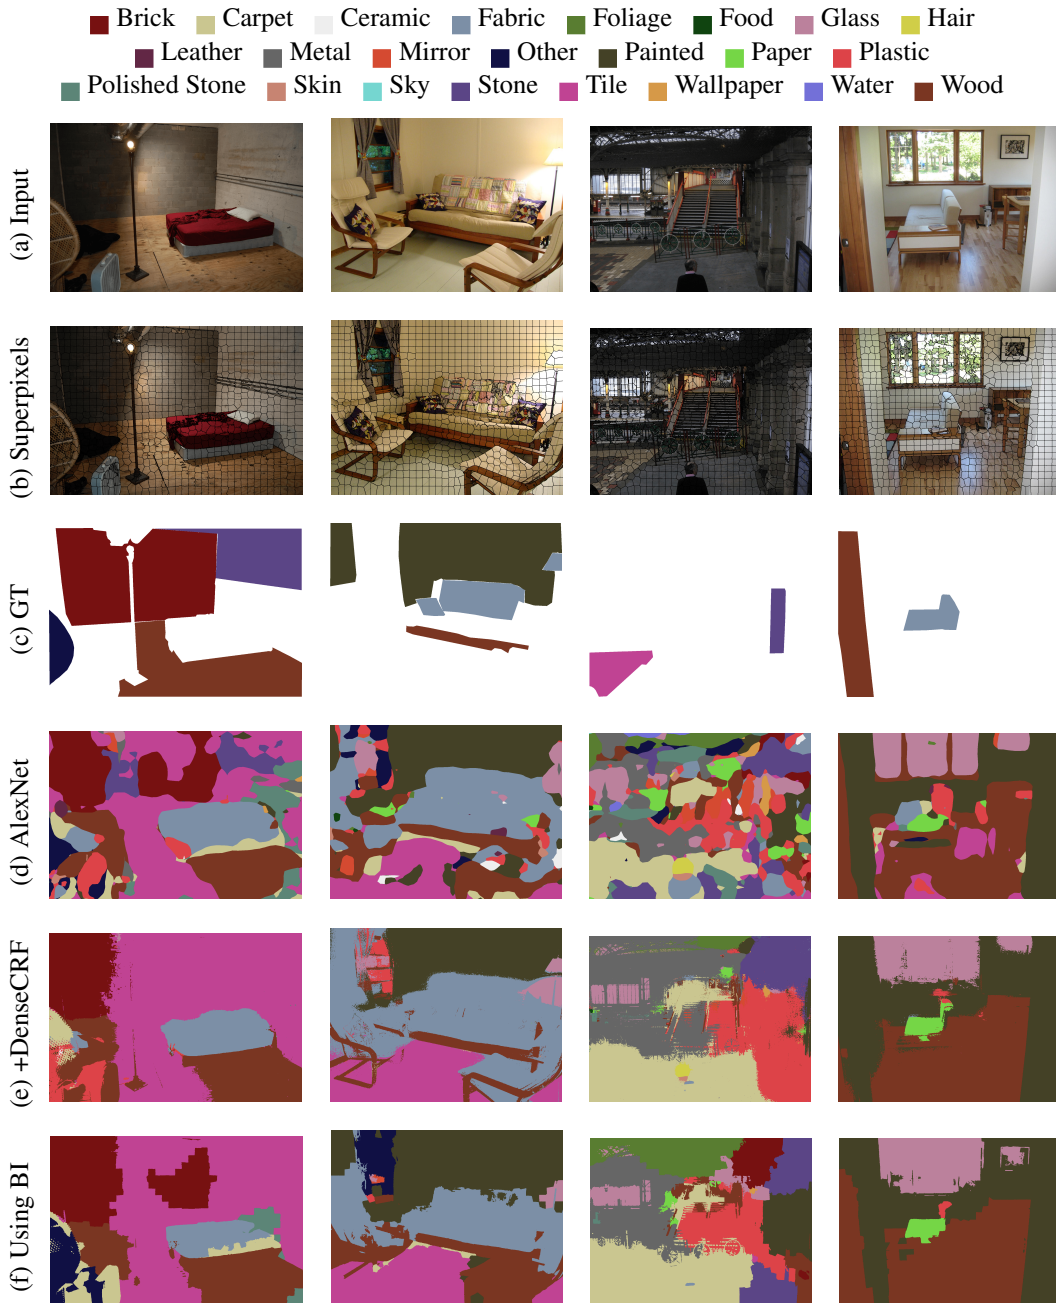 Brick Carpet Ceramic Fabric Foliage Food Glass Hair
Leather Metal Mirror Other Painted Paper Plastic
Polished Stone Skin Sky Stone Tile Wallpaper Water Wood
(a) Input
(b) Superpixels
(c) GT
(d) AlexNet
(e) +DenseCRF
(f) Using BI